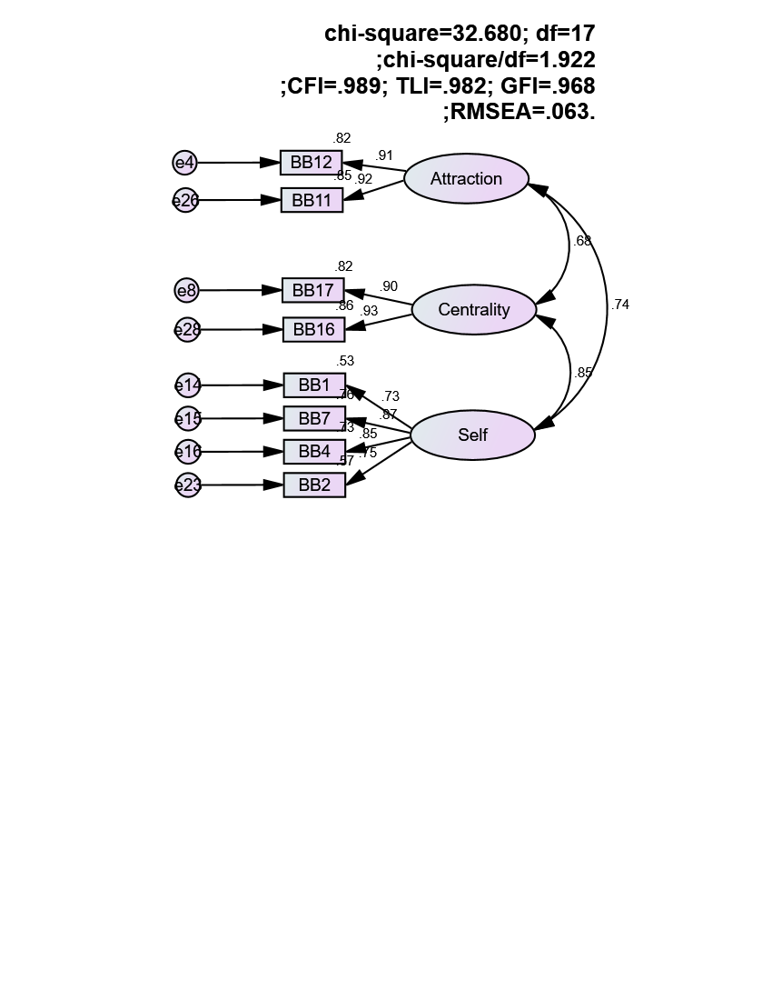 chi-square=32.680; df=17
;chi-square/df=1.922
;CFI=.989; TLI=.982; GFI=.968
;RMSEA=.063.
.82
e4 BB12 .91 Attraction
.85 .92
e26 BB11
.68
.82
e8 BB17 .90 Centrality
.74
.86 .93
e28 BB16
.53
.85
e14 BB1 .73
.76
e15 BB7 .87
.73 .85 Self
e16 BB4 .75
.57
e23 BB2